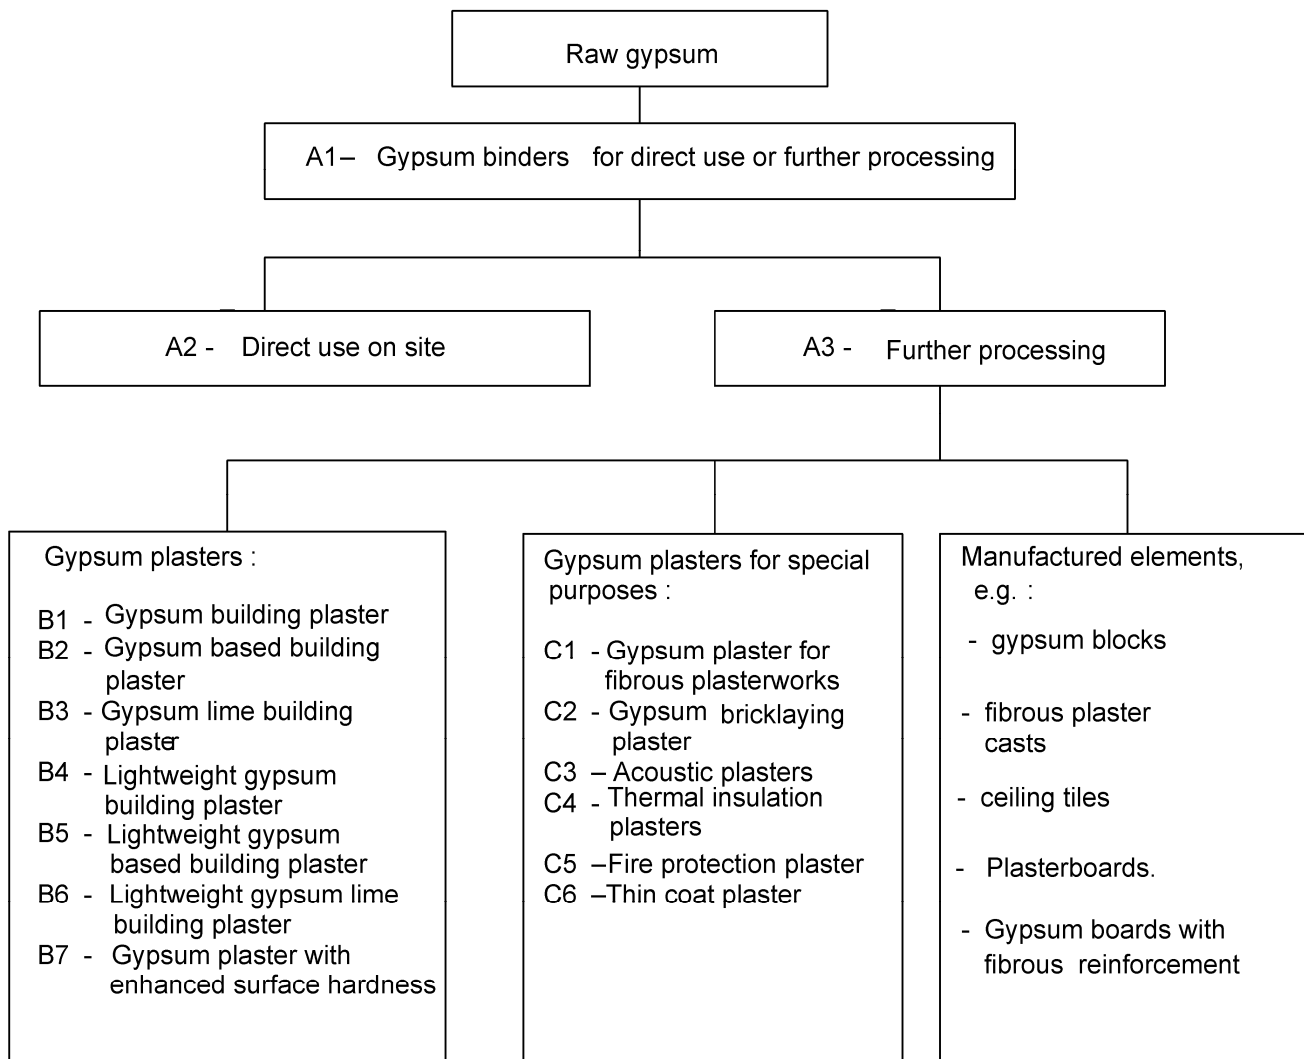 Raw gypsum
A1– Gypsum binders for direct use or further processing
A2 - Direct use on site
A3 - Further processing
Gypsum plasters :
B1 - Gypsum building plaster
B2 - Gypsum based building
plaster
B3 - Gypsum lime building
plaster
B4 - Lightweight gypsum
building plaster
B5 - Lightweight gypsum
based building plaster
B6 - Lightweight gypsum lime
building plaster
B7 - Gypsum plaster with
enhanced surface hardness
Gypsum plasters for special
purposes :
C1 - Gypsum plaster for
fibrous plasterworks
C2 - Gypsum bricklaying
plaster
C3 – Acoustic plasters
C4 - Thermal insulation
plasters
C5 –Fire protection plaster
C6 –Thin coat plaster
Manufactured elements,
e.g. :
- gypsum blocks
- fibrous plaster
casts
- ceiling tiles
- Plasterboards.
- Gypsum boards with
fibrous reinforcement